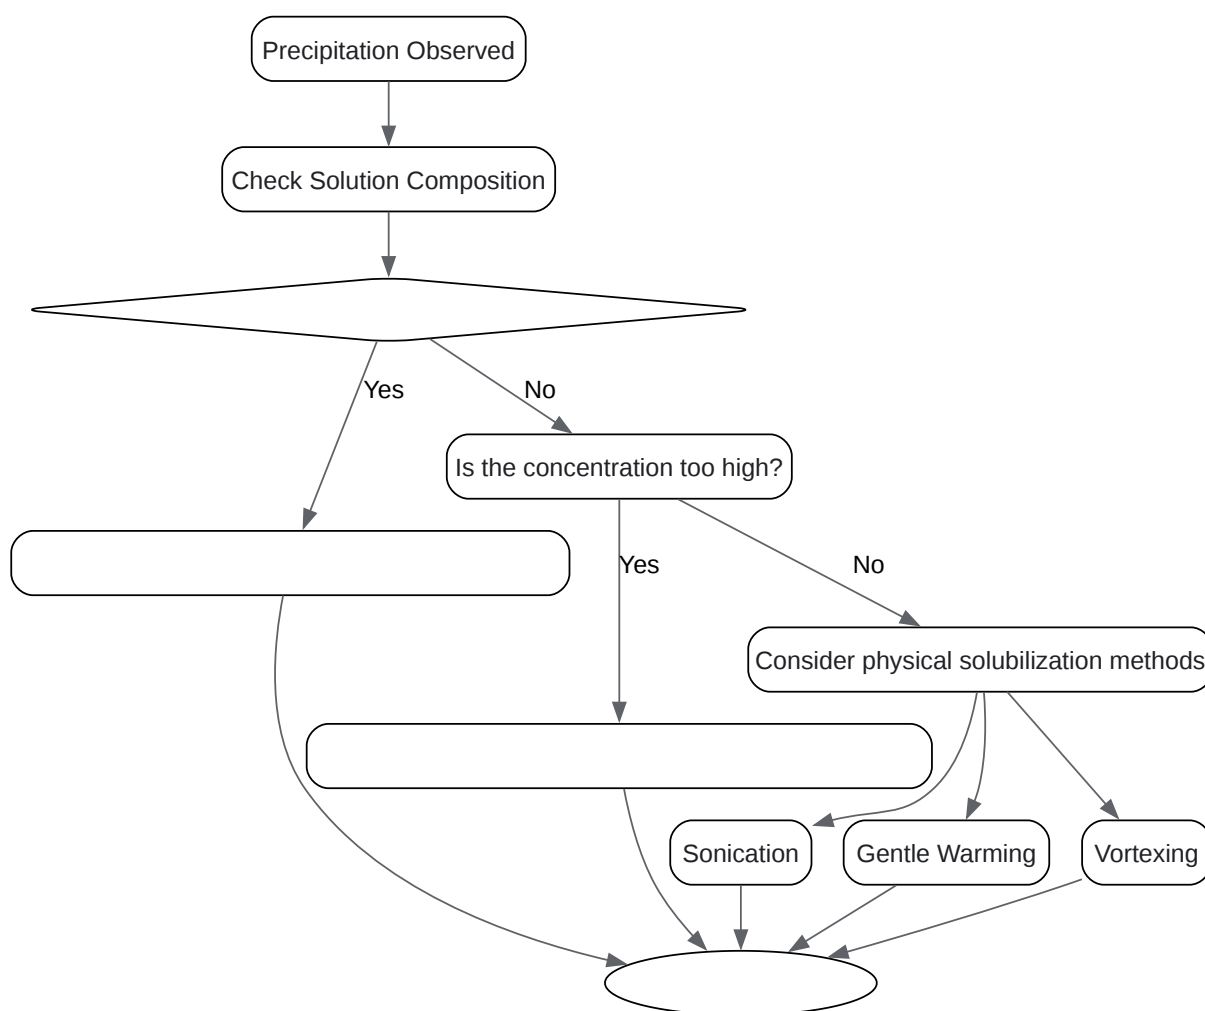 Precipitation Observed
Check Solution Composition
Yes
No
Is the concentration too high?
Yes
No
Consider physical solubilization methods
Sonication
Gentle Warming
Vortexing